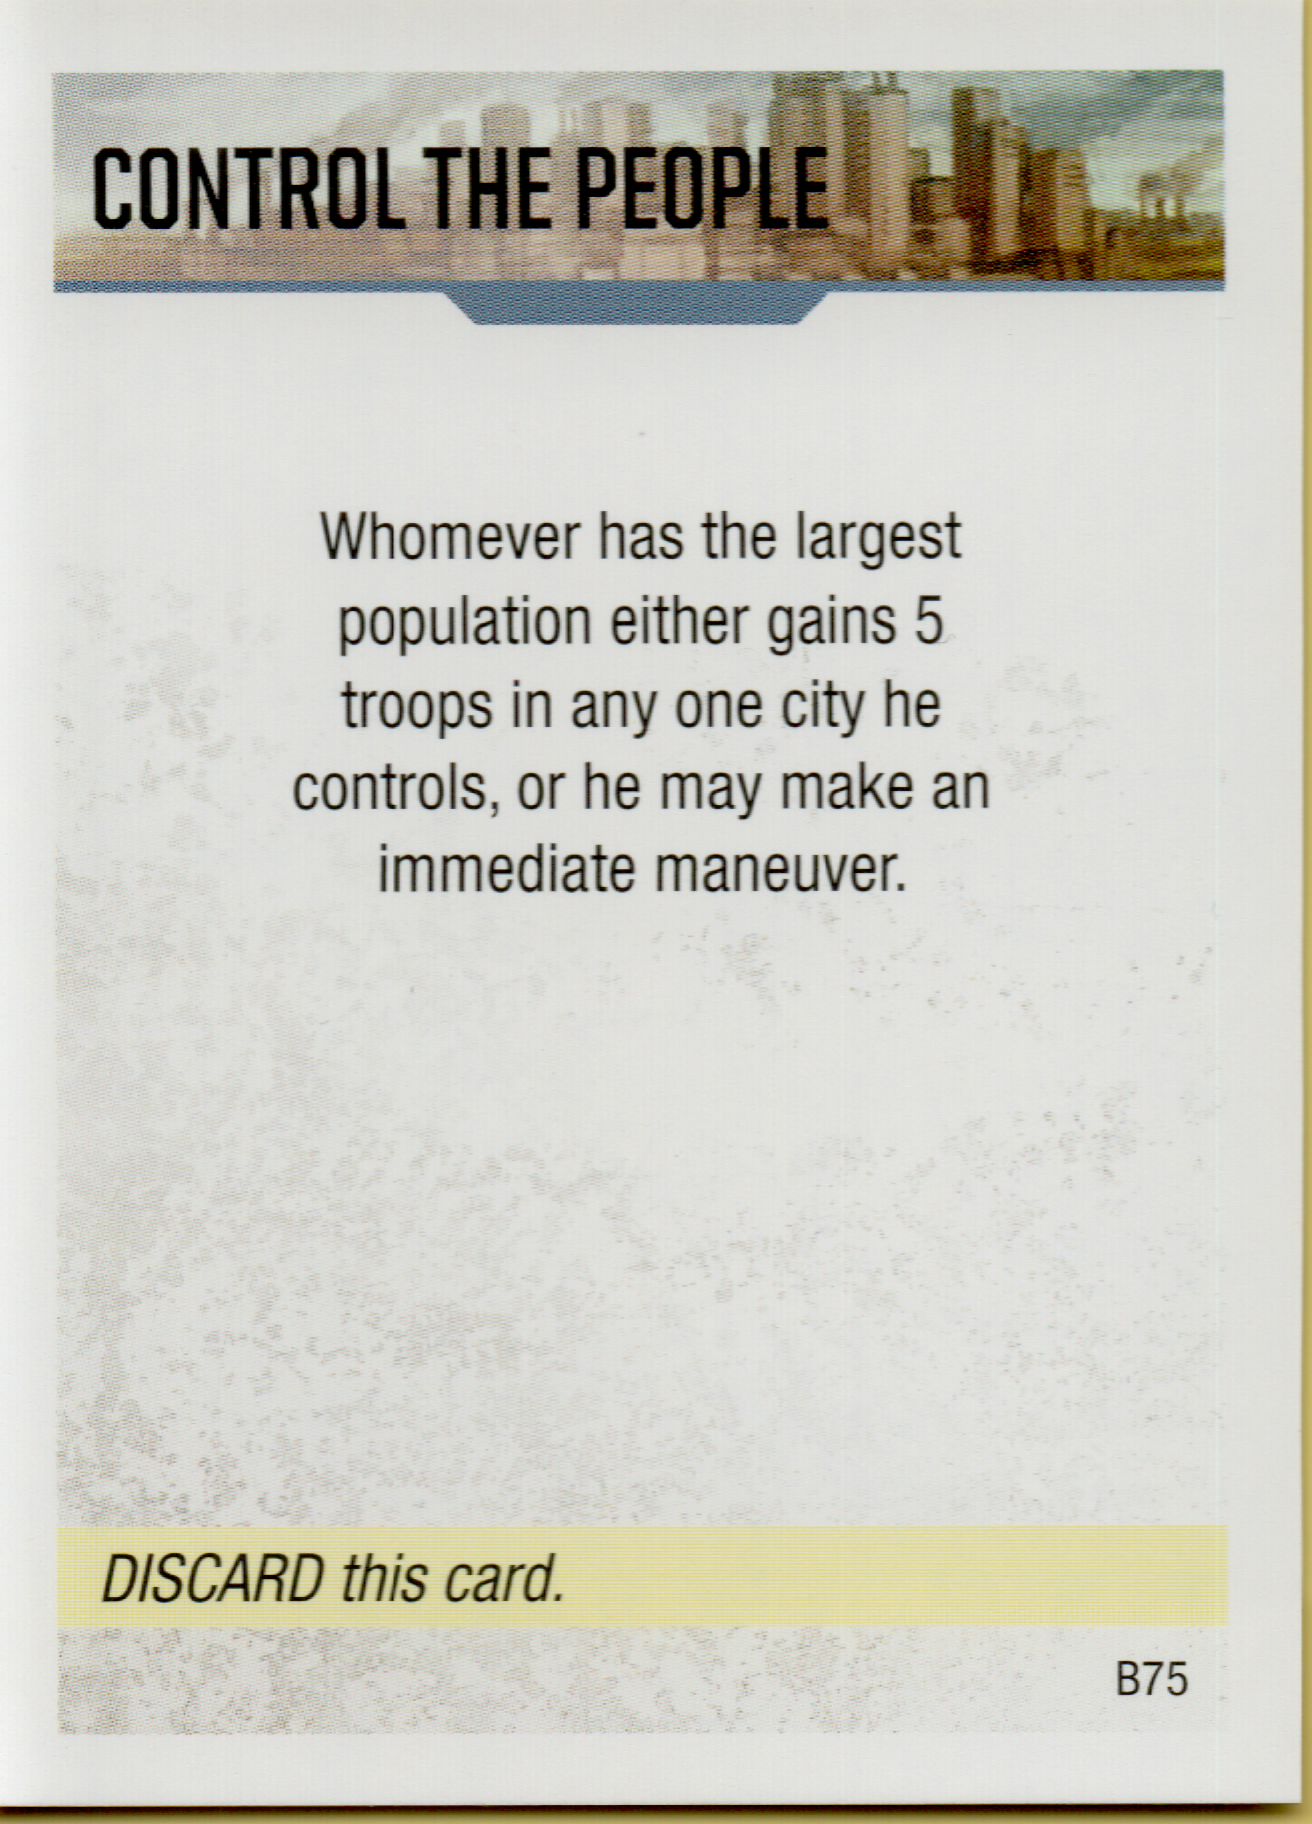 CONTROL THE PEOPLE
Whomever has the largest
population either gains 5
troops in any one city he
controls, or he may make an
immediate maneuver.
DISCARD this card.
B75